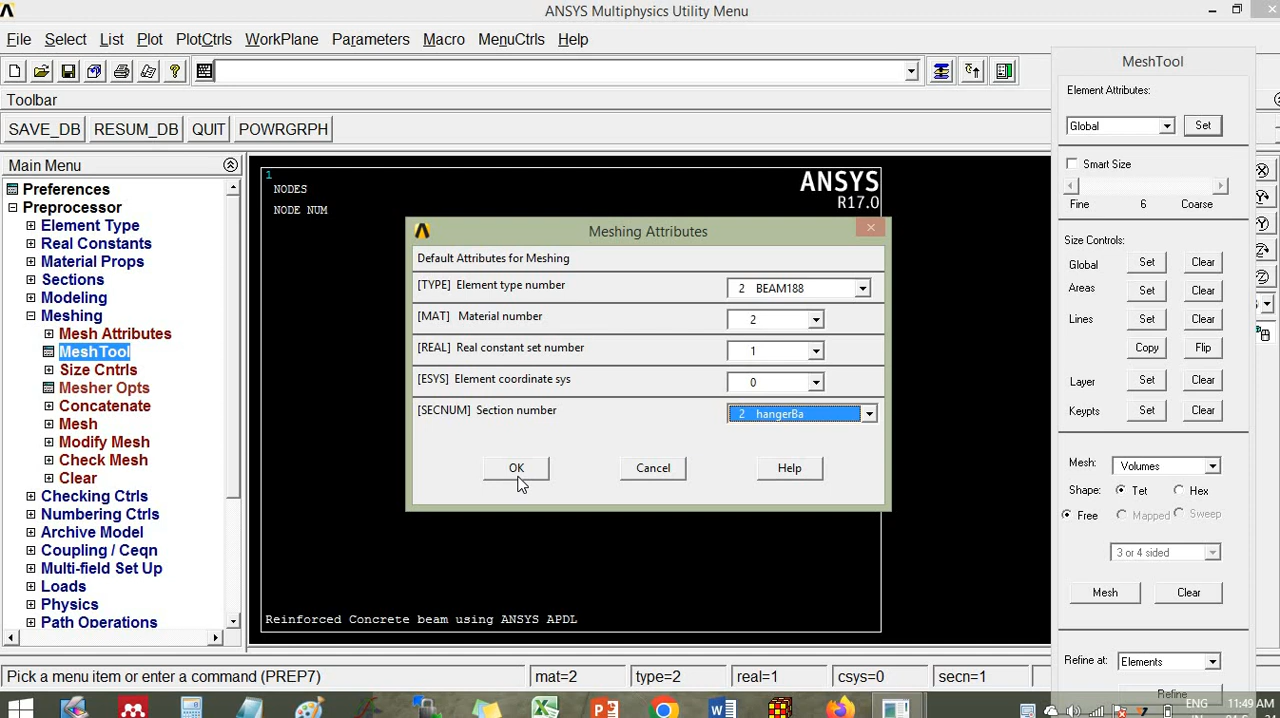 ANSYS Multiphysics Utility Menu
File Select List Plot PlotCtrls WorkPlane Parameters Macro MenuCtrls Help
Toolbar
SAVE_DB RESUM_DB QUIT POWRGRPH
Main Menu
Preferences
Preprocessor
Element Type
Real Constants
Material Props
Sections
Modeling
Meshing
Mesh Attributes
MeshTool
Size Cntrls
Mesher Opts
Concatenate
Mesh
Modify Mesh
Check Mesh
Clear
Checking Ctrls
Numbering Ctrls
Archive Model
Coupling / Ceqn
Multi-field Set Up
Loads
Physics
Path Operations
1
NODES
NODE NUM
ANSYS
R17.0
Meshing Attributes
Default Attributes for Meshing
[TYPE] Element type number 2 BEAM188
[MAT] Material number 2
[REAL] Real constant set number 1
[ESYS] Element coordinate sys 0
[SECNUM] Section number 2 hangerBa
OK Cancel Help
Reinforced Concrete beam using ANSYS APDL
MeshTool
Element Attributes:
Global Set
Smart Size
Fine 6 Coarse
Size Controls:
Global Set Clear
Areas Set Clear
Lines Set Clear
Copy Flip
Layer Set Clear
Keypts Set Clear
Mesh: Volumes
Shape: Tet Hex
Free Mapped Sweep
3 or 4 sided
Mesh Clear
Refine at: Elements
Refine
Pick a menu item or enter a command (PREP7) mat=2 type=2 real=1 csys=0 secn=1
ENG 11:49 AM